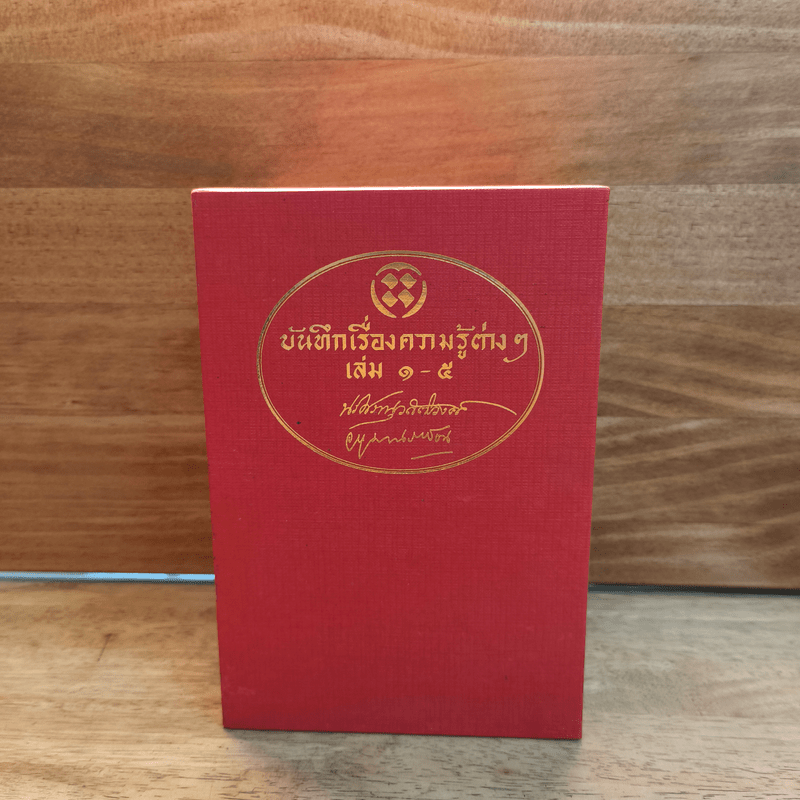 บันทึกเรื่องความรู้ต่าง ๆ
เล่ม ๑ - ๕